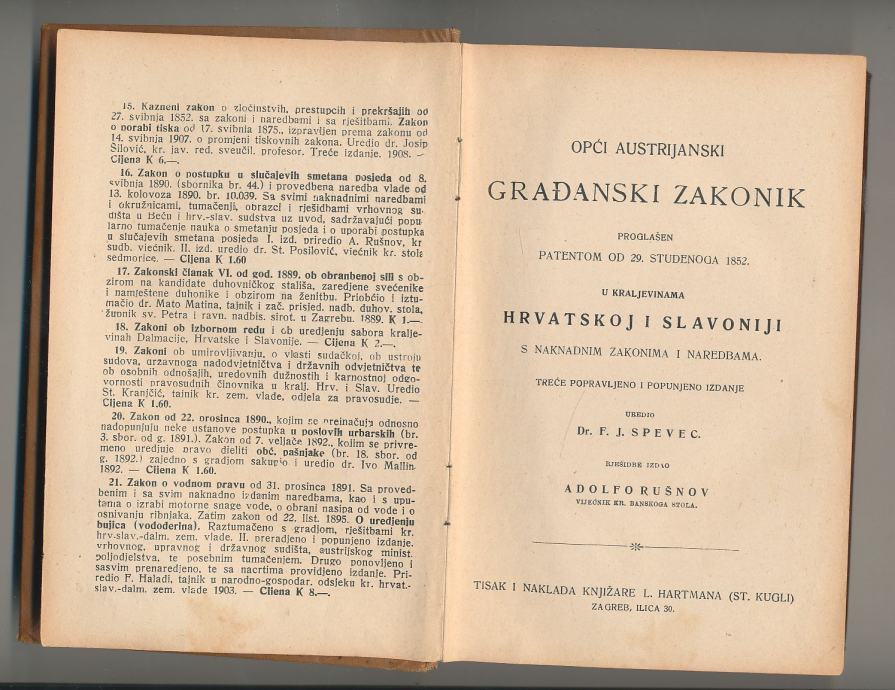 15. Kazneni zakon o zločinstvih, prestupcih i prekršajih od
27. svibnja 1852. sa zakoni i naredbami i sa rješitbami. Zakon
o porabi tiska od 17. svibnja 1875., izpravljen prema zakonu od
14. svibnja 1907. o promjeni tiskovnih zakona. Uredio dr. Josip
Šilović, kr. jav. red. sveučil. profesor. Treće izdanje. 1908. —
Cijena K 6.—.
16. Zakon o postupku u slučajevih smetana posjeda od 8.
svibnja 1890. (sbornika br. 44.) i provedbena naredba vlade od
13. kolovoza 1890. br. 10.039. Sa svimi naknadnimi naredbami
i okružnicami, tumačenji, obrazci i rješidbami vrhovnog su-
dišta u Beču i hrv.-slav. sudstva uz uvod, sadržavajući popu
larno tumačenje nauka o smetanju posjeda i o uporabi postupka
u slučajevih smetana posjeda I. izd. priredio A. Rušnov, kr
sudb. viećnik. II. izd. uredio dr. St. Posilović, viećnik kr. stola
sedmorice. — Cijena K 1.60
17. Zakonski članak VI. od god. 1889. ob obranbenoj sili s ob-
zirom na kandidate duhovničkog stališa, zaredjene svećenike
i namještene duhonike i obzirom na ženitbu. Priobćio i iztu-
mačio dr. Mato Matina, tajnik i zač. prisjed. nadb. duhov. stola,
župnik sv. Petra i ravn. nadbis. sirot. u Zagrebu. 1889. K 1.—.
18. Zakoni ob izbornom redu i ob uredjenju sabora kralje-
vinah Dalmacije, Hrvatske i Slavonije. — Cijena K 2.—.
19. Zakoni ob umirovljivanju, o vlasti sudačkoj, ob ustroju
sudova, državnoga nadodvjetničtva i državnih odvjetničtva te
ob osobnih odnošajih, uredovnih dužnostih i karnostnoj odgo-
vornosti pravosudnih činovnika u kralj. Hrv. i Slav. Uredio
St. Kranjčić, tajnik kr. zem. vlade, odjela za pravosudje. —
Cijena K 1.60.
20. Zakon od 22. prosinca 1890., kojim se preinačuju odnosno
nadopunjuju neke ustanove postupka u poslovih urbarskih (br.
3. sbor. od g. 1891.). Zakon od 7. veljače 1892., kojim se privre-
meno uredjuje pravo dieliti obć. pašnjake (br. 18. sbor. od
g. 1892.) zajedno s gradjom sakupio i uredio dr. Ivo Mallin.
1892. — Cijena K 1.60.
21. Zakon o vodnom pravu od 31. prosinca 1891. Sa proved-
benim i sa svim naknadno izdanim naredbama, kao i s upu-
tama o izrabi motorne snage vode, o obrani nasipa od vode i o
osnivanju ribnjaka. Zatim zakon od 22. list. 1895. O uredjenju
bujica (vododerina). Raztumačeno s gradjom, rješitbami kr.
hrv.-slav.-dalm. zem. vlade. II. preradjeno i popunjeno izdanje.
vrhovnog, upravnog i državnog sudišta, austrijskog minist.
poljodjelstva, te posebnim tumačenjem. Drugo ponovljeno i
sasvim prenaredjeno, te sa nacrtima providjeno izdanje. Pri-
redio F. Haladi, tajnik u narodno-gospodar. odsjeku kr. hrvat.-
slav.-dalm. zem. vlade 1903. — Cijena K 8.—.
OPĆI AUSTRIJANSKI
GRAĐANSKI ZAKONIK
PROGLAŠEN
PATENTOM OD 29. STUDENOGA 1852.
U KRALJEVINAMA
HRVATSKOJ I SLAVONIJI
S NAKNADNIM ZAKONIMA I NAREDBAMA.
TREĆE POPRAVLJENO I POPUNJENO IZDANJE
UREDIO
Dr. F. J. SPEVEC.
RJEŠIDBE IZDAO
ADOLFO RUŠNOV
VIJEĆNIK KR. BANSKOGA STOLA.
TISAK I NAKLADA KNJIŽARE L. HARTMANA (ST. KUGLI)
ZAGREB, ILICA 30.